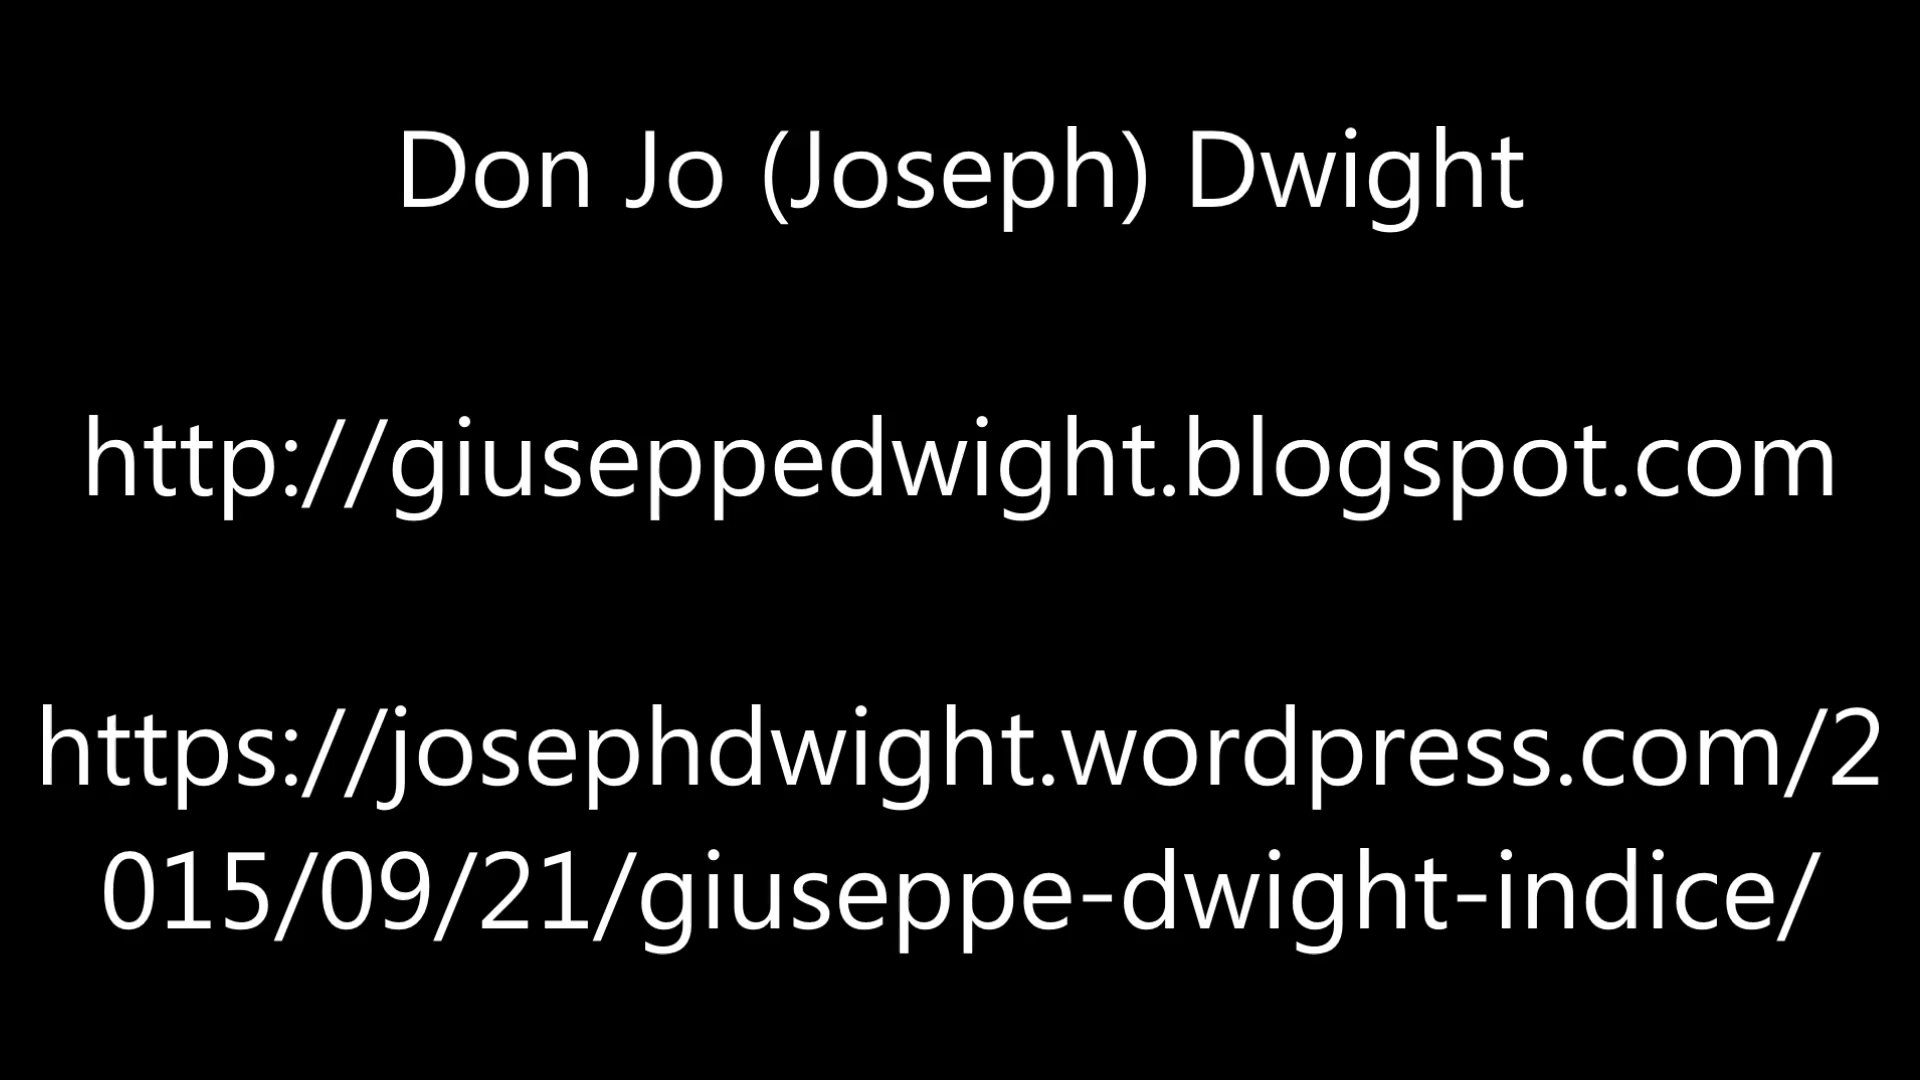 Don Jo (Joseph) Dwight
http://giuseppedwight.blogspot.com
https://josephdwight.wordpress.com/2
015/09/21/giuseppe-dwight-indice/